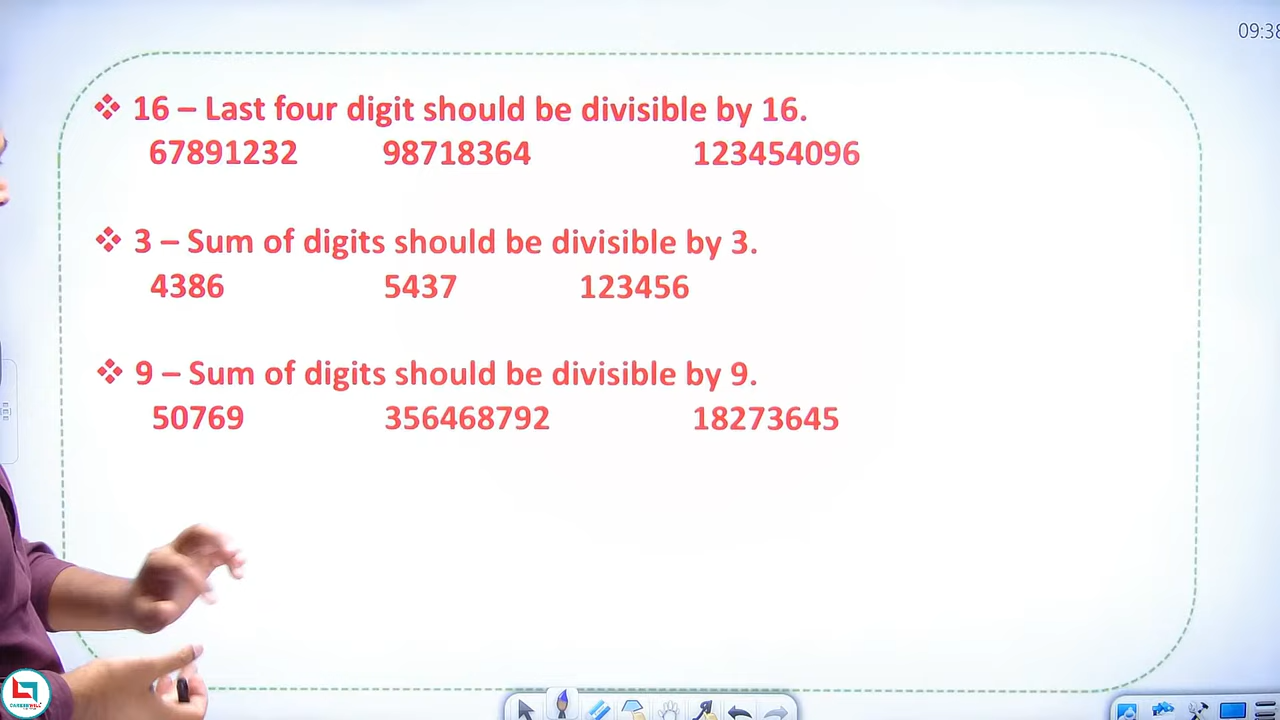 09:38
❖ 16 – Last four digit should be divisible by 16.
67891232 98718364 123454096
❖ 3 – Sum of digits should be divisible by 3.
4386 5437 123456
❖ 9 – Sum of digits should be divisible by 9.
50769 356468792 18273645
CAREERWILL